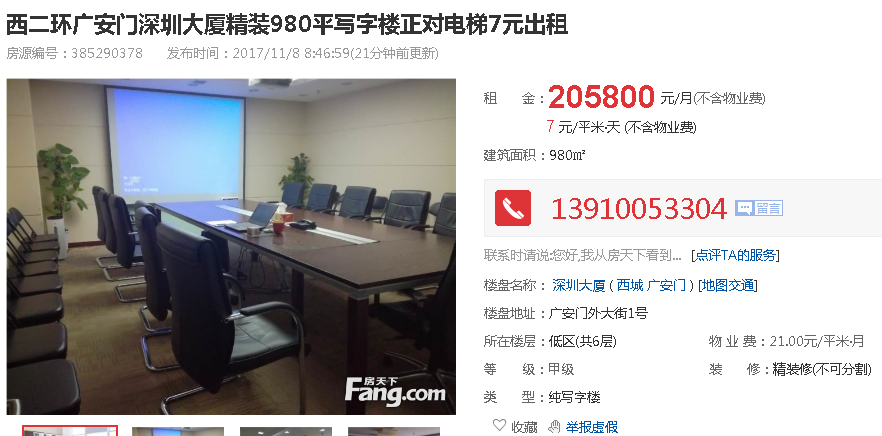 西二环广安门深圳大厦精装980平写字楼正对电梯7元出租
房源编号：385290378 发布时间：2017/11/8 8:46:59(21分钟前更新)
租 金：205800 元/月(不含物业费)
7 元/平米·天 (不含物业费)
建筑面积：980㎡
13910053304 留言
联系时请说:您好,我从房天下看到... [点评TA的服务]
楼盘名称： 深圳大厦 ( 西城 广安门 ) [地图交通]
楼盘地址：广安门外大街1号
所在楼层：低区(共6层) 物 业 费：21.00元/平米·月
等 级：甲级 装 修：精装修(不可分割)
类 型：纯写字楼
收藏 举报虚假
房天下
Fang.com